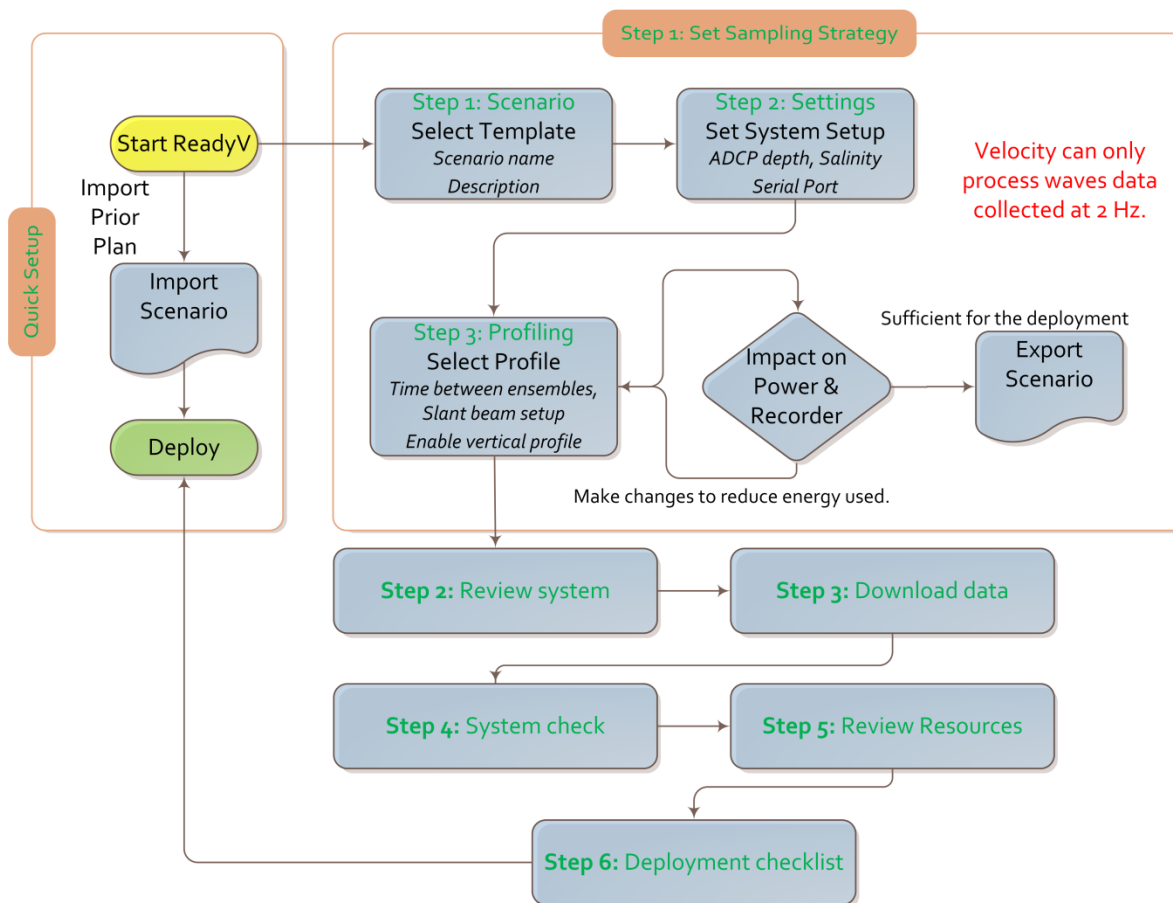 Step 1: Set Sampling Strategy
Quick Setup
Start ReadyV
Import
Prior
Plan
Import
Scenario
Deploy
Step 1: Scenario
Select Template
Scenario name
Description
Step 2: Settings
Set System Setup
ADCP depth, Salinity
Serial Port
Velocity can only
process waves data
collected at 2 Hz.
Step 3: Profiling
Select Profile
Time between ensembles,
Slant beam setup
Enable vertical profile
Impact on
Power &
Recorder
Sufficient for the deployment
Export
Scenario
Make changes to reduce energy used.
Step 2: Review system
Step 3: Download data
Step 4: System check
Step 5: Review Resources
Step 6: Deployment checklist